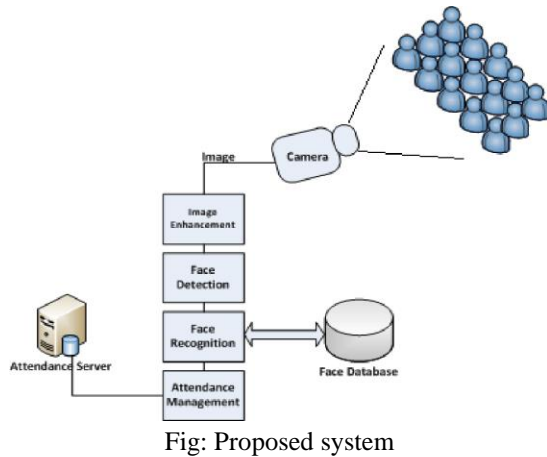 Image
Camera
Image
Enhancement
Face
Detection
Face
Recognition
Attendance
Management
Attendance Server
Face Database
Fig: Proposed system